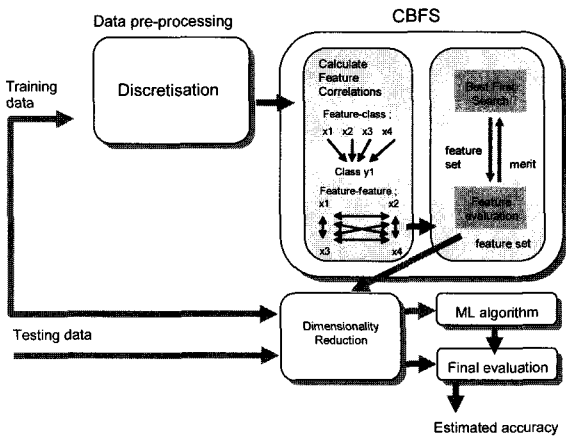 Data pre-processing
CBFS
Training
data
Discretisation
Calculate
Feature
Correlations
Feature-class ;
x1 x2 x3 x4
Class y1
Feature-feature ;
x1 x2
x3 x4
Best First
Search
feature
set
merit
Feature
evaluation
feature set
Testing data
Dimensionality
Reduction
ML algorithm
Final evaluation
Estimated accuracy